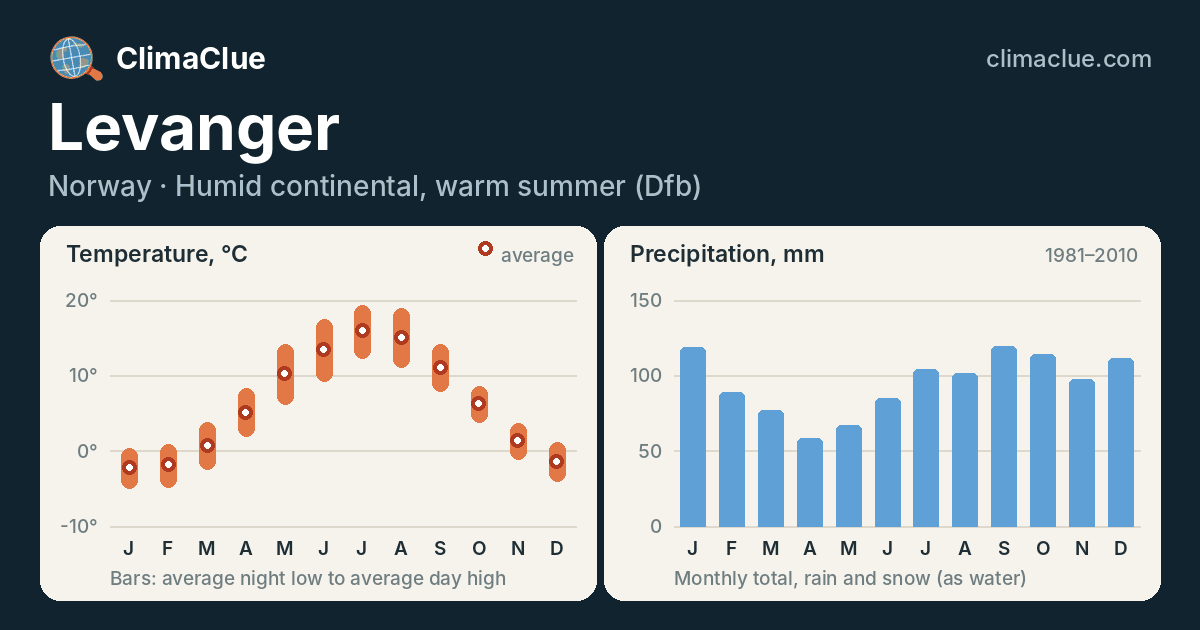 ClimaClue
climaclue.com
Levanger
Norway · Humid continental, warm summer (Dfb)
Temperature, °C
average
20°
10°
0°
-10°
J F M A M J J A S O N D
Bars: average night low to average day high
Precipitation, mm
1981–2010
150
100
50
0
J F M A M J J A S O N D
Monthly total, rain and snow (as water)